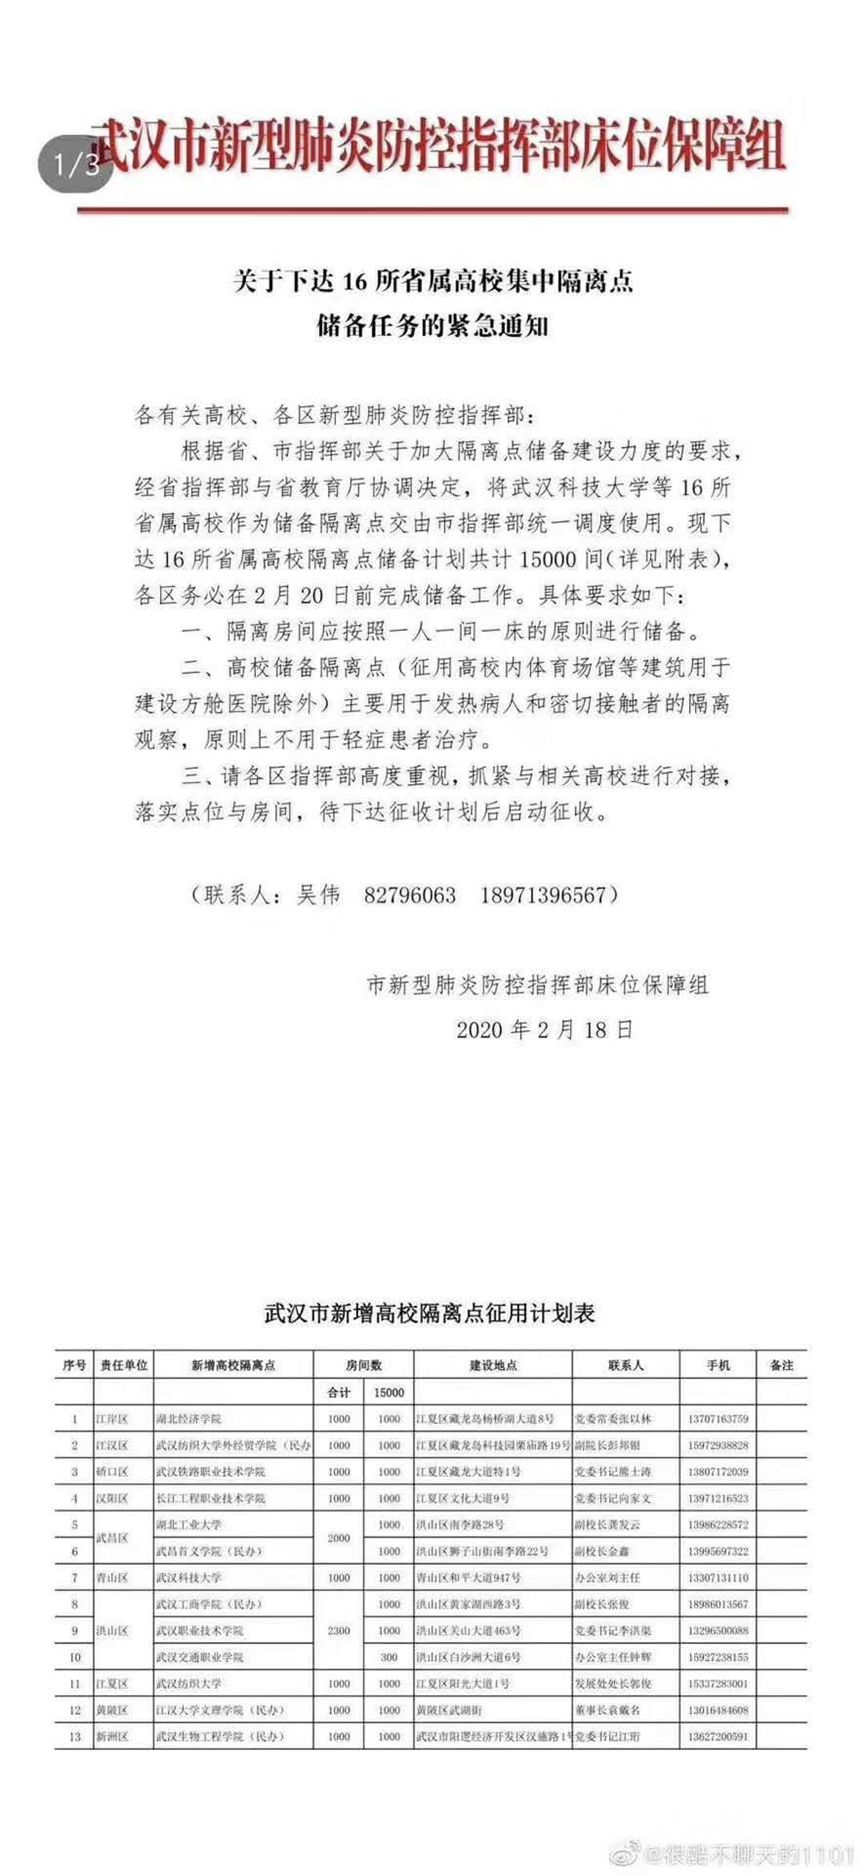 武汉市新型肺炎防控指挥部床位保障组
1/3
关于下达 16 所省属高校集中隔离点
储备任务的紧急通知
各有关高校、各区新型肺炎防控指挥部:
根据省、市指挥部关于加大隔离点储备建设力度的要求,
经省指挥部与省教育厅协调决定,将武汉科技大学等 16 所
省属高校作为储备隔离点交由市指挥部统一调度使用。现下
达 16 所省属高校隔离点储备计划共计 15000 间(详见附表),
各区务必在 2 月 20 日前完成储备工作。具体要求如下:
一、隔离房间应按照一人一间一床的原则进行储备。
二、高校储备隔离点(征用高校内体育场馆等建筑用于
建设方舱医院除外)主要用于发热病人和密切接触者的隔离
观察,原则上不用于轻症患者治疗。
三、请各区指挥部高度重视,抓紧与相关高校进行对接,
落实点位与房间,待下达征收计划后启动征收。
(联系人: 吴伟 82796063 18971396567)
市新型肺炎防控指挥部床位保障组
2020 年 2 月 18 日
武汉市新增高校隔离点征用计划表
序号 责任单位 新增高校隔离点 房间数 建设地点 联系人 手机 备注
合计 15000
1 江岸区 湖北经济学院 1000 1000 江夏区藏龙岛杨桥湖大道8号 党委常委张以林 13707163759
2 江汉区 武汉纺织大学外经贸学院(民办 1000 1000 江夏区藏龙岛科技园栗庙路19号 副院长彭邦银 15972938828
3 硚口区 武汉铁路职业技术学院 1000 1000 江夏区藏龙大道特1号 党委书记熊士涛 13807172039
4 汉阳区 长江工程职业技术学院 1000 1000 江夏区文化大道9号 党委书记向家文 13971216523
5 武昌区 湖北工业大学 2000 1000 洪山区南李路28号 副校长龚发云 13986228572
6 武昌首义学院(民办) 1000 洪山区狮子山街南李路22号 副校长金鑫 13995697322
7 青山区 武汉科技大学 1000 1000 青山区和平大道947号 办公室刘主任 13307131110
8 洪山区 武汉工商学院(民办) 2300 1000 洪山区黄家湖西路3号 副校长张俊 18986013567
9 武汉职业技术学院 1000 洪山区关山大道463号 党委书记李洪渠 13296500088
10 武汉交通职业学院 300 洪山区白沙洲大道6号 办公室主任钟辉 15927238155
11 江夏区 武汉纺织大学 1000 1000 江夏区阳光大道1号 发展处处长郭俊 15337283001
12 黄陂区 江汉大学文理学院(民办) 1000 1000 黄陂区武湖街 董事长袁戴名 13016484608
13 新洲区 武汉生物工程学院(民办) 1000 1000 武汉市阳逻经济开发区汉施路1号 党委书记江珩 13627200591
@很酷不聊天的1101